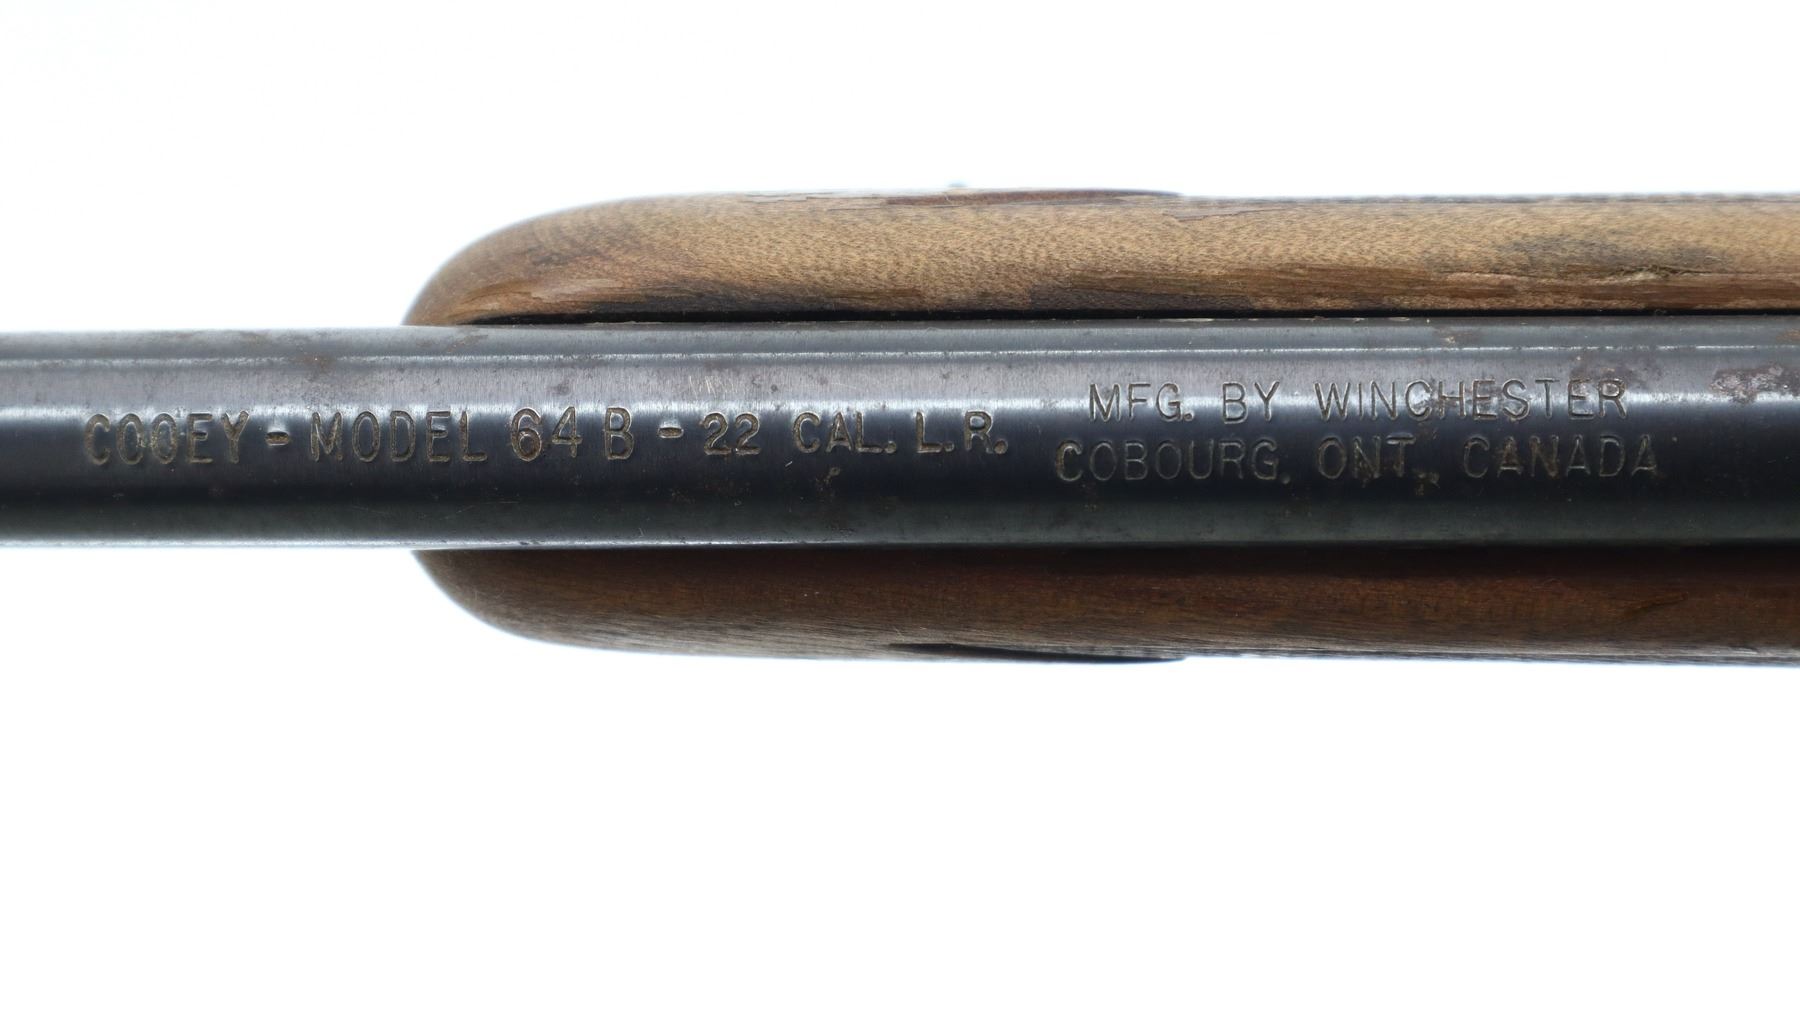 COOEY - MODEL 64 B - 22 CAL. L.R.
MFG. BY WINCHESTER
COBOURG, ONT., CANADA